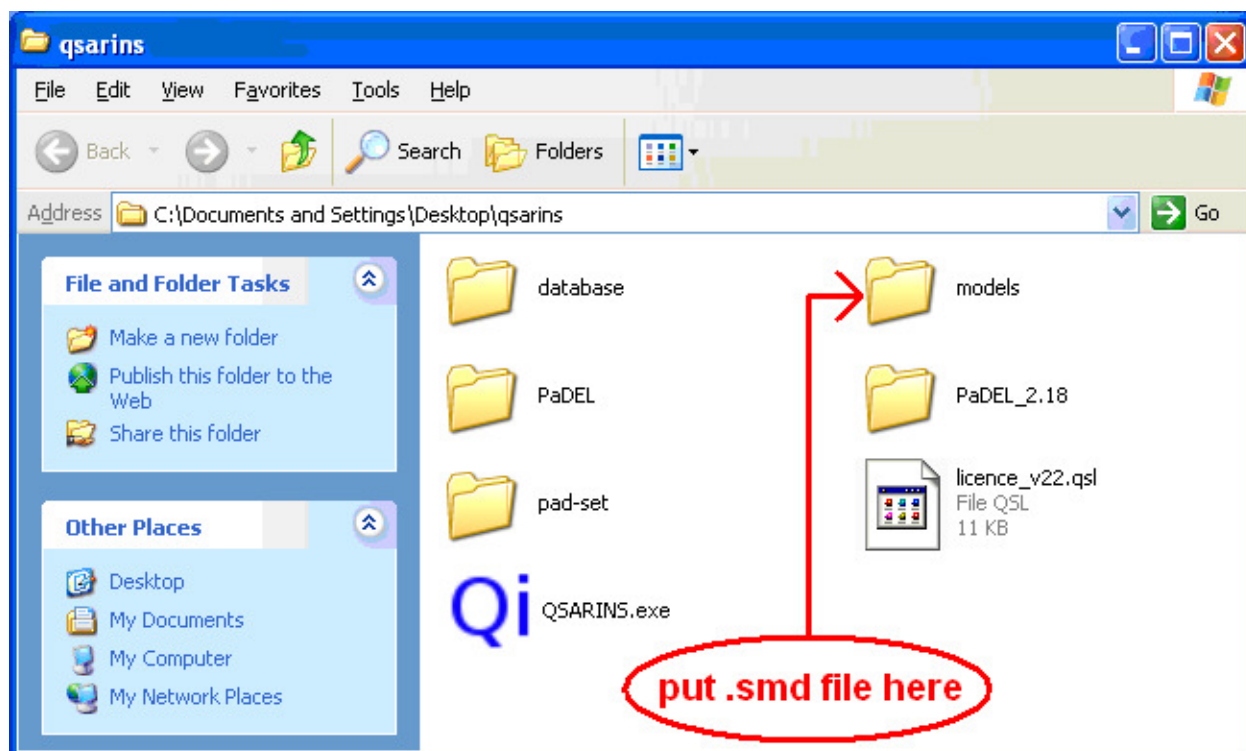 qsarins
File Edit View Favorites Tools Help
Back Search Folders
Address C:\Documents and Settings\Desktop\qsarins Go
File and Folder Tasks
Make a new folder
Publish this folder to the
Web
Share this folder
Other Places
Desktop
My Documents
My Computer
My Network Places
database
models
PaDEL
PaDEL_2.18
pad-set
licence_v22.qsl
File QSL
11 KB
Qi QSARINS.exe
put .smd file here